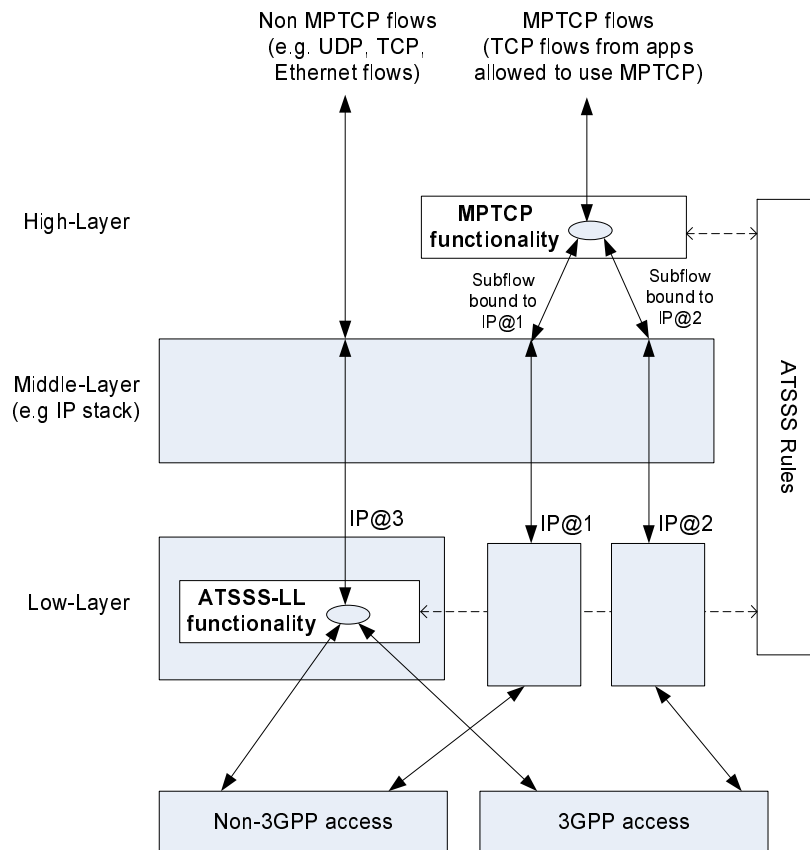 Non MPTCP flows
(e.g. UDP, TCP,
Ethernet flows)
MPTCP flows
(TCP flows from apps
allowed to use MPTCP)
High-Layer
MPTCP
functionality
Subflow
bound to
IP@1
Subflow
bound to
IP@2
Middle-Layer
(e.g IP stack)
ATSSS Rules
IP@3
IP@1
IP@2
Low-Layer
ATSSS-LL
functionality
Non-3GPP access
3GPP access